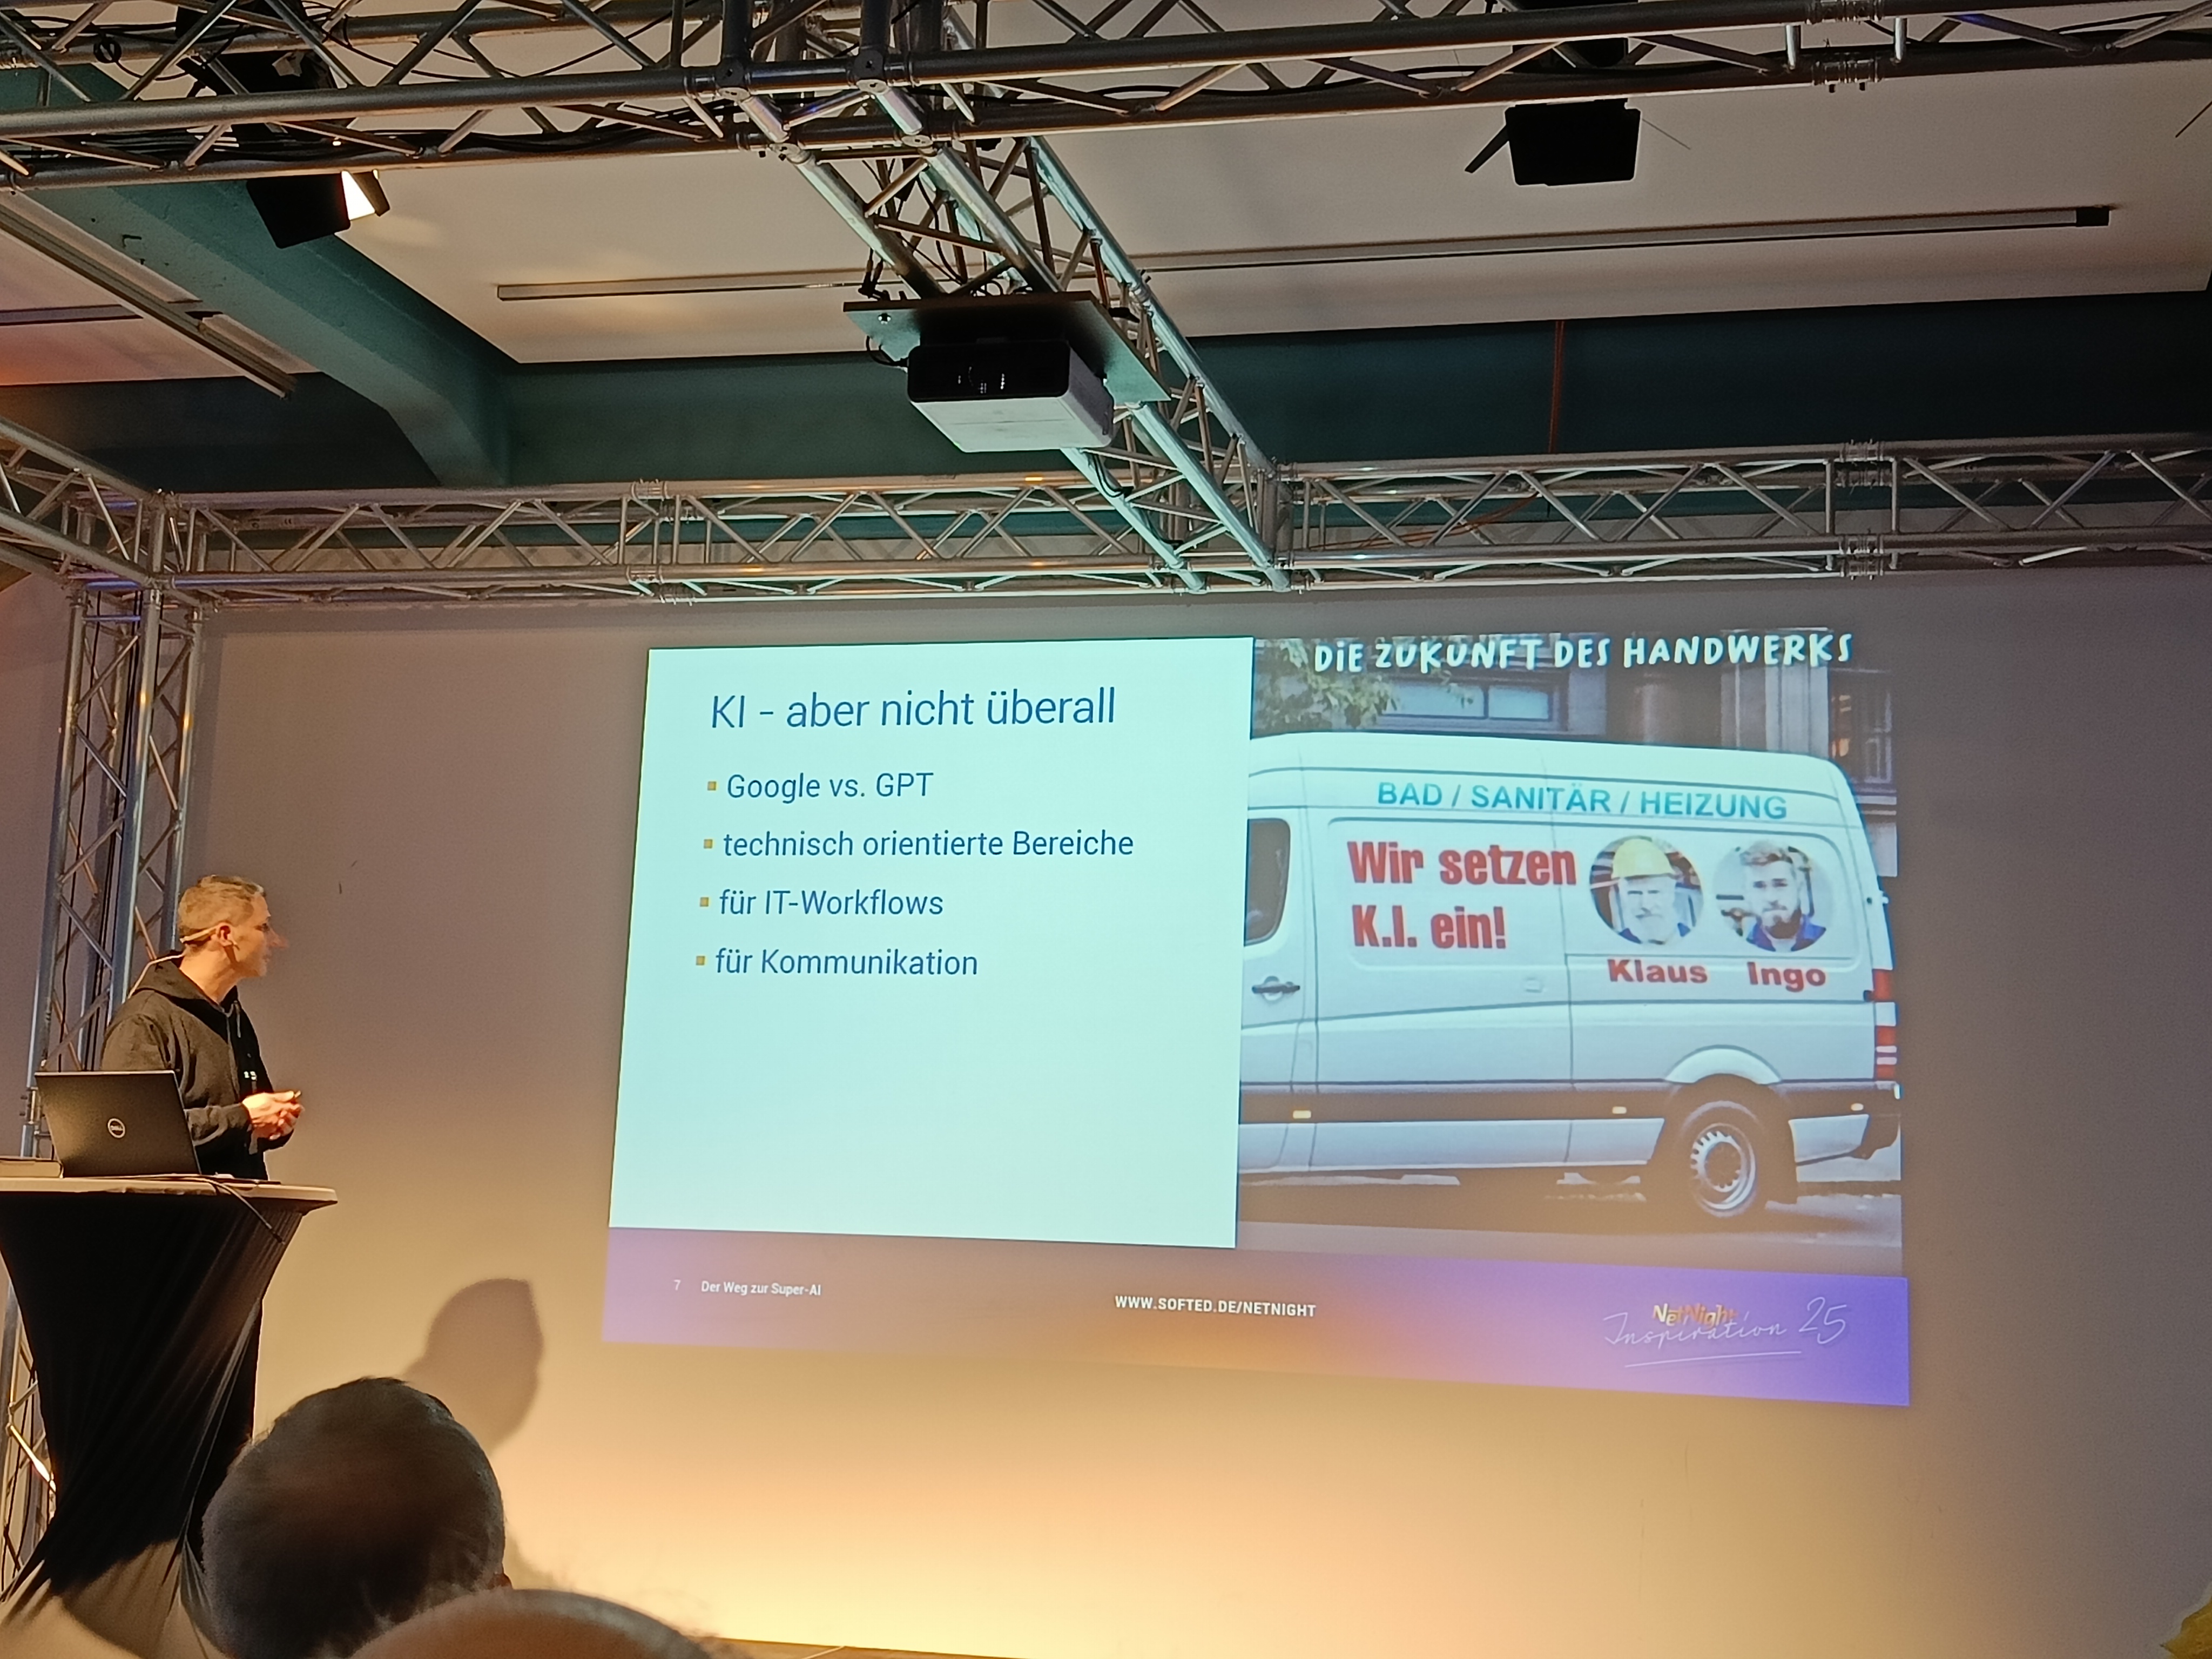 DIE ZUKUNFT DES HANDWERKS
KI - aber nicht überall
Google vs. GPT
technisch orientierte Bereiche
für IT-Workflows
für Kommunikation
BAD / SANITÄR / HEIZUNG
Wir setzen
K.I. ein!
Klaus Ingo
7 Der Weg zur Super-AI
WWW.SOFTED.DE/NETNIGHT
NetNight
Inspiration 25
DELL